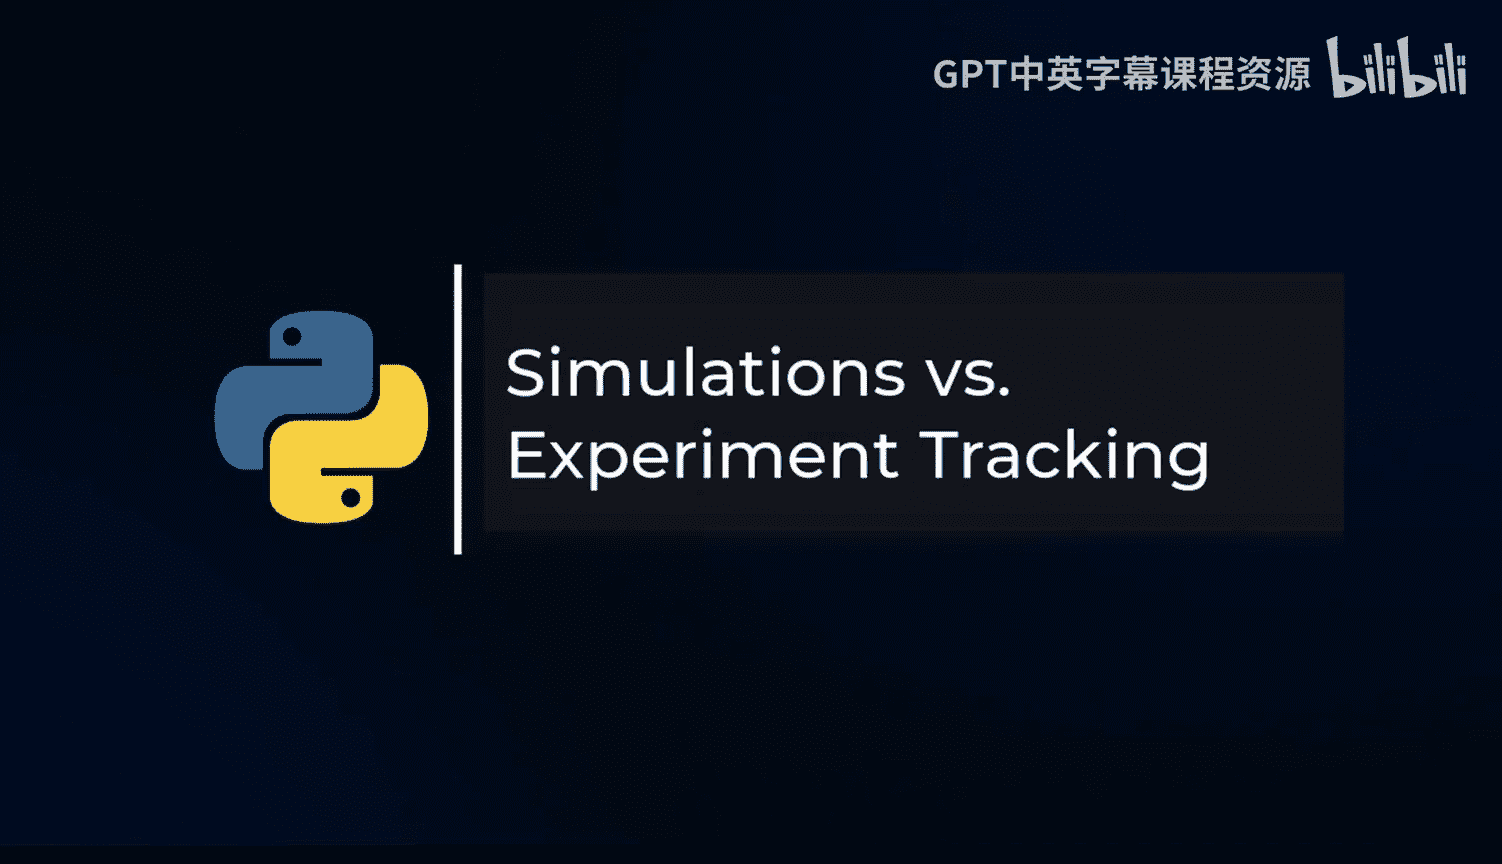 GPT中英字幕课程资源 bilibili
Simulations vs.
Experiment Tracking